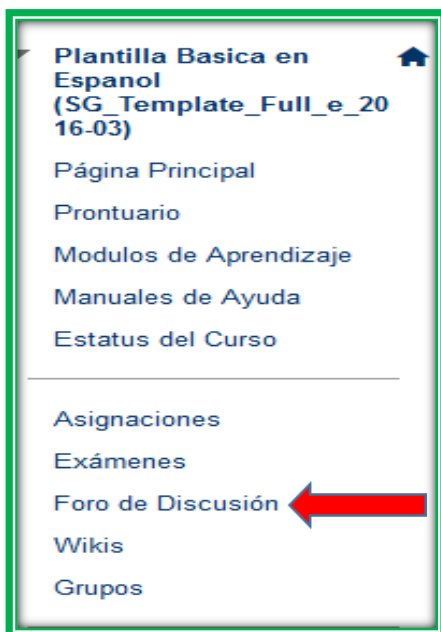 Plantilla Basica en
Espanol
(SG_Template_Full_e_20
16-03)
Página Principal
Prontuario
Modulos de Aprendizaje
Manuales de Ayuda
Estatus del Curso
Asignaciones
Exámenes
Foro de Discusión
Wikis
Grupos